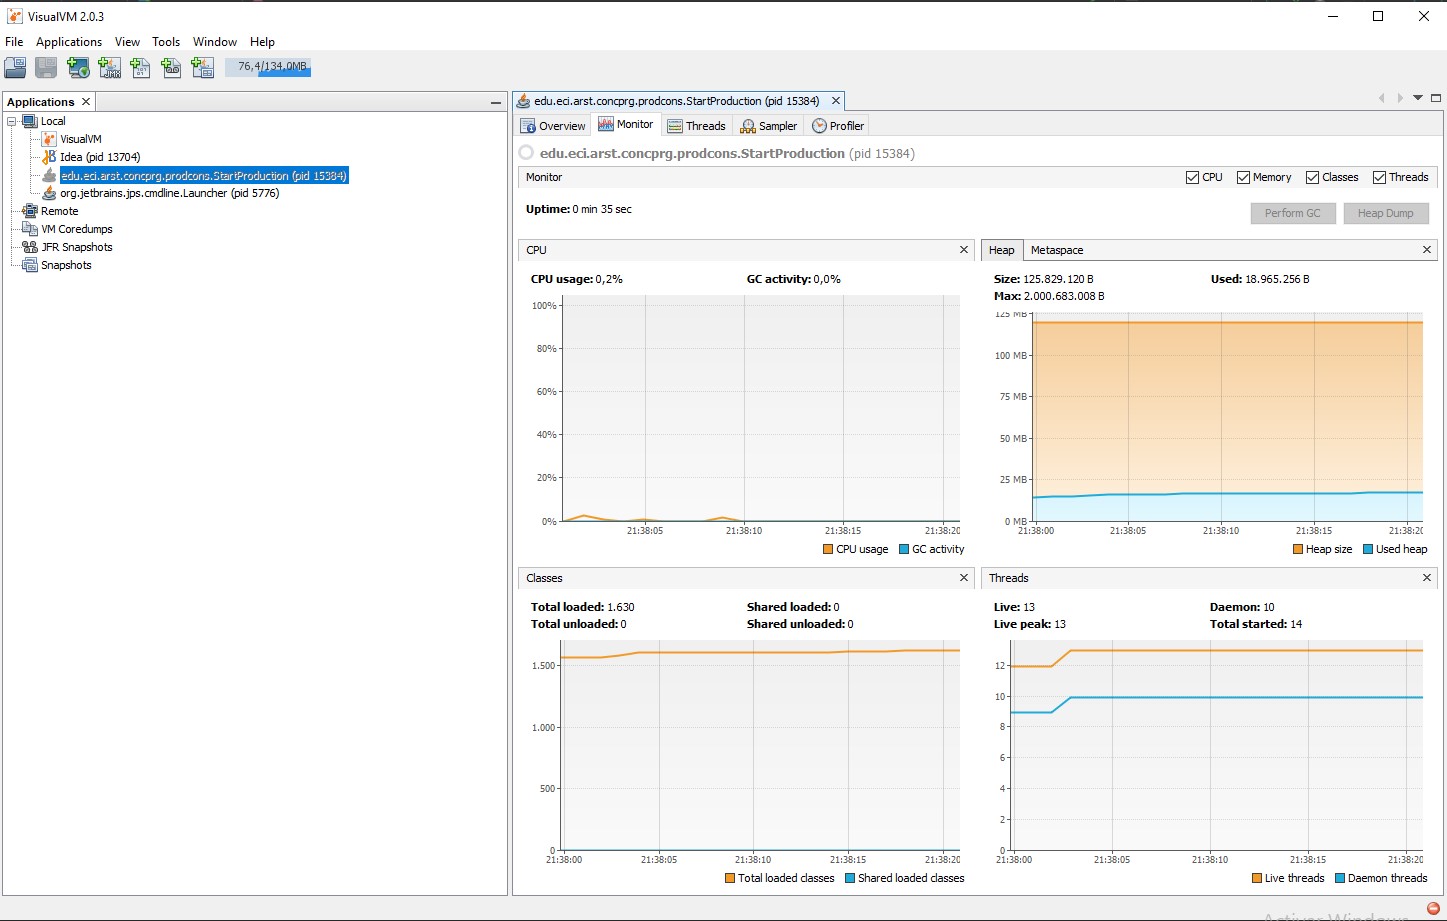 VisualVM 2.0.3
File Applications View Tools Window Help
76,4/134,0MB
Applications
Local
VisualVM
Idea (pid 13704)
edu.eci.arst.concprg.prodcons.StartProduction (pid 15384)
org.jetbrains.jps.cmdline.Launcher (pid 5776)
Remote
VM Coredumps
JFR Snapshots
Snapshots
edu.eci.arst.concprg.prodcons.StartProduction (pid 15384)
Overview Monitor Threads Sampler Profiler
edu.eci.arst.concprg.prodcons.StartProduction (pid 15384)
Monitor CPU Memory Classes Threads
Uptime: 0 min 35 sec Perform GC Heap Dump
CPU
CPU usage: 0,2% GC activity: 0,0%
100%
80%
60%
40%
20%
0%
21:38:05 21:38:10 21:38:15 21:38:20
CPU usage GC activity
Heap Metaspace
Size: 125.829.120 B Used: 18.965.256 B
Max: 2.000.683.008 B
125 MB
100 MB
75 MB
50 MB
25 MB
0 MB
21:38:00 21:38:05 21:38:10 21:38:15 21:38:20
Heap size Used heap
Classes
Total loaded: 1.630 Shared loaded: 0
Total unloaded: 0 Shared unloaded: 0
1.500
1.000
500
0
21:38:00 21:38:05 21:38:10 21:38:15 21:38:20
Total loaded classes Shared loaded classes
Threads
Live: 13 Daemon: 10
Live peak: 13 Total started: 14
12
10
8
6
4
2
0
21:38:00 21:38:05 21:38:10 21:38:15 21:38:20
Live threads Daemon threads
Activar Windows